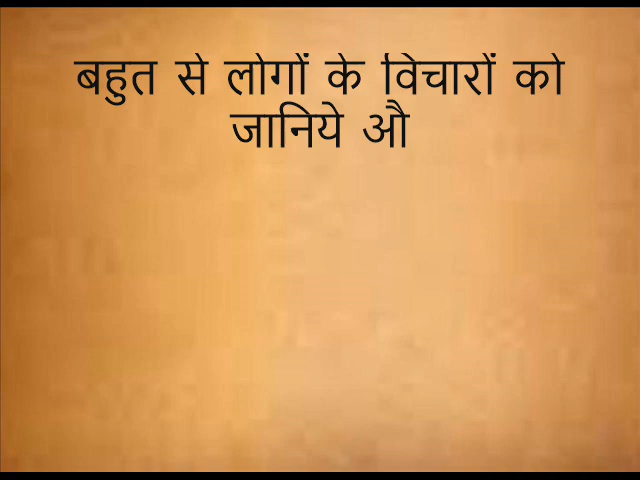 बहुत से लोगों के विचारों को
जानिये औ